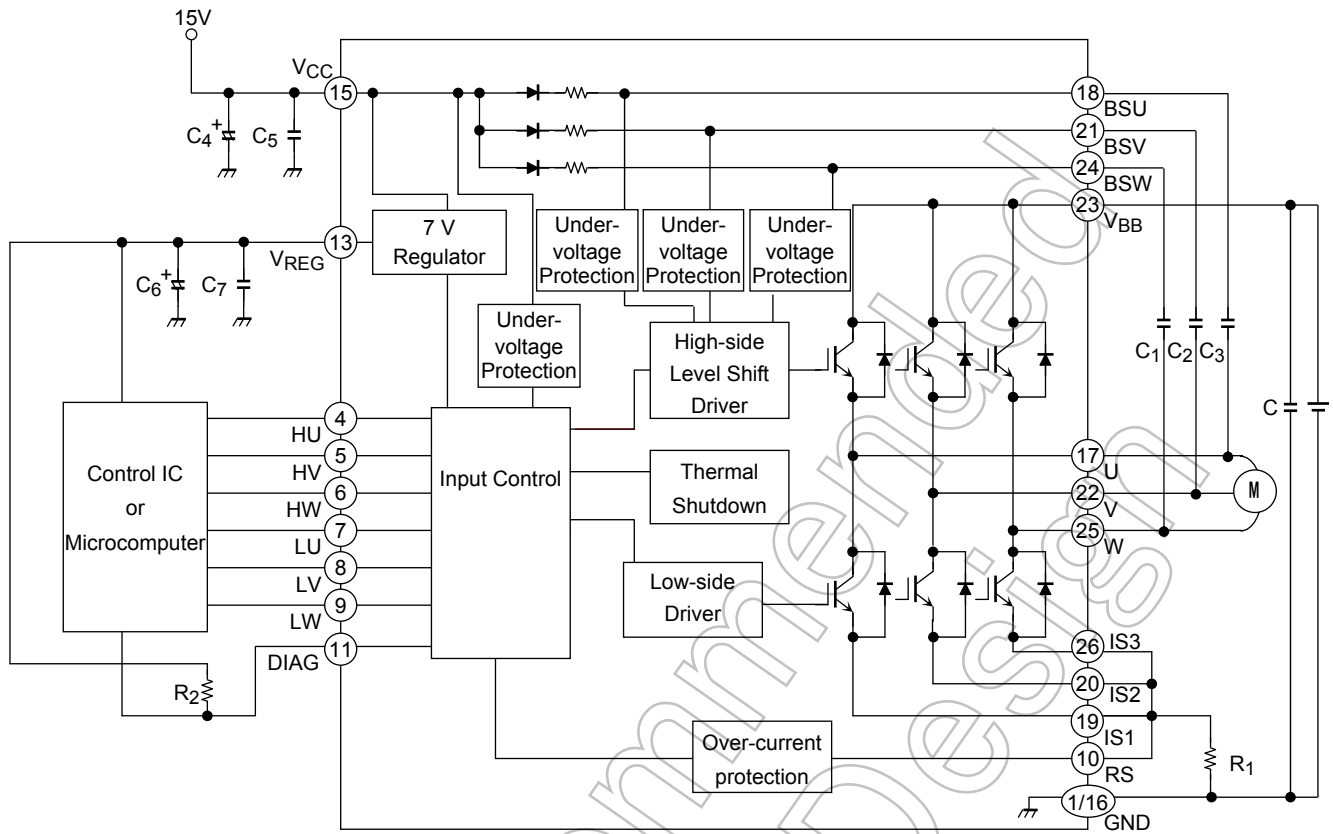 15V
VCC
15
C4
+
C5
18
BSU
21
BSV
24
BSW
23
VBB
13
VREG
7 V
Regulator
Under-
voltage
Protection
Under-
voltage
Protection
Under-
voltage
Protection
C6
+
C7
Under-
voltage
Protection
High-side
Level Shift
Driver
C1
C2
C3
C
Control IC
or
Microcomputer
4
HU
5
HV
6
HW
7
LU
8
LV
9
LW
11
DIAG
Input Control
Thermal
Shutdown
Low-side
Driver
17
U
22
V
25
W
M
26
IS3
20
IS2
19
IS1
10
RS
1/16
GND
R2
Over-current
protection
R1
ommended
Design